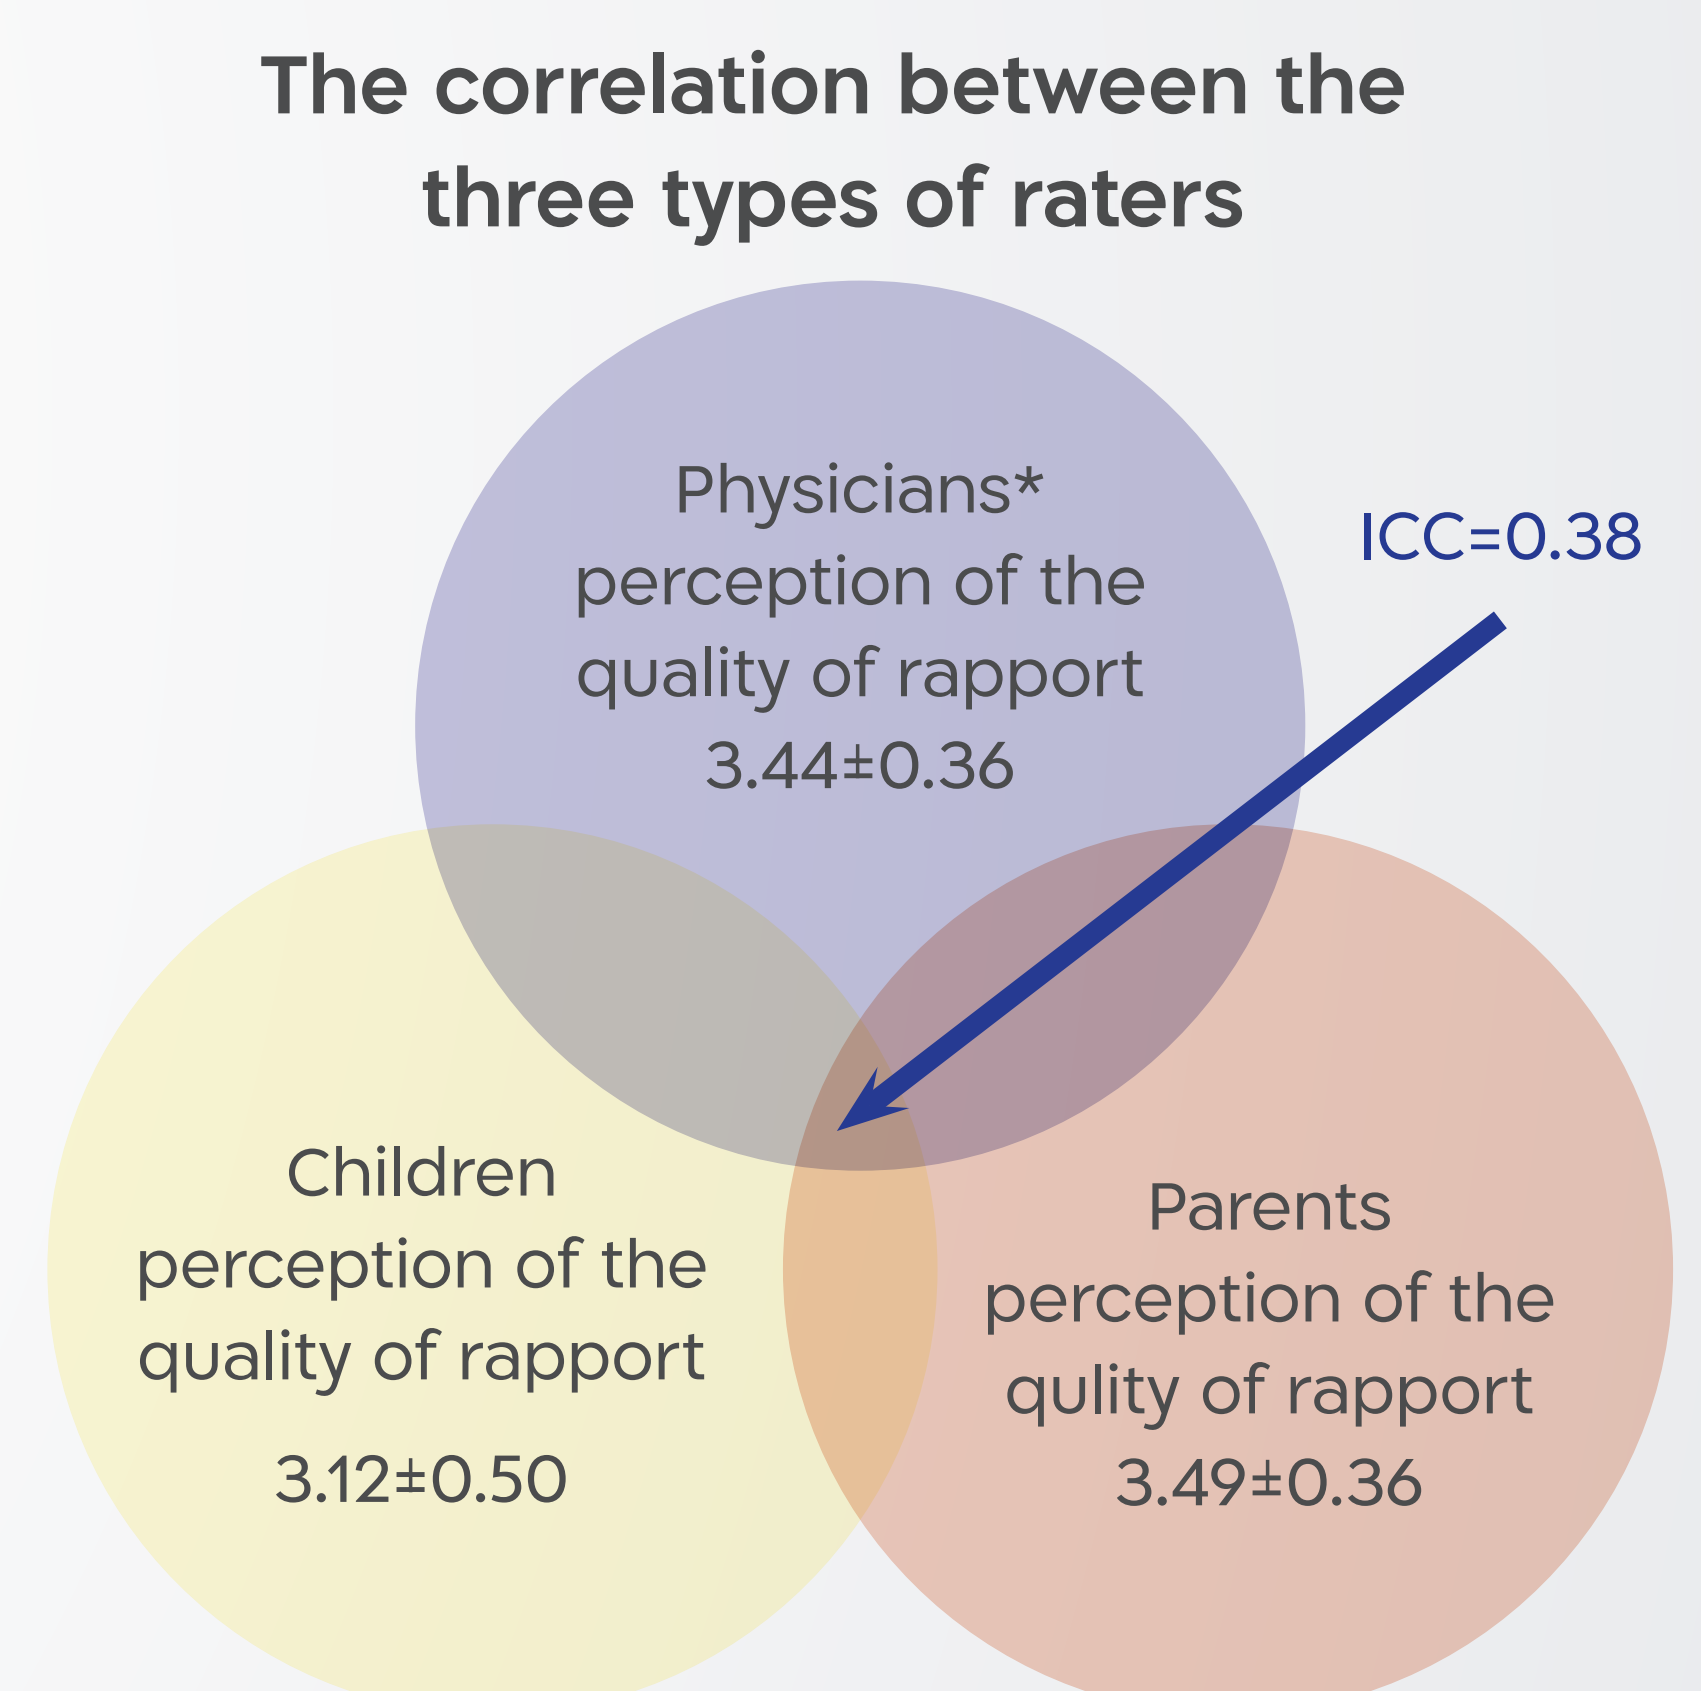 The correlation between the
three types of raters
Physicians*
perception of the
quality of rapport
3.44±0.36
ICC=0.38
Children
perception of the
quality of rapport
3.12±0.50
Parents
perception of the
qulity of rapport
3.49±0.36